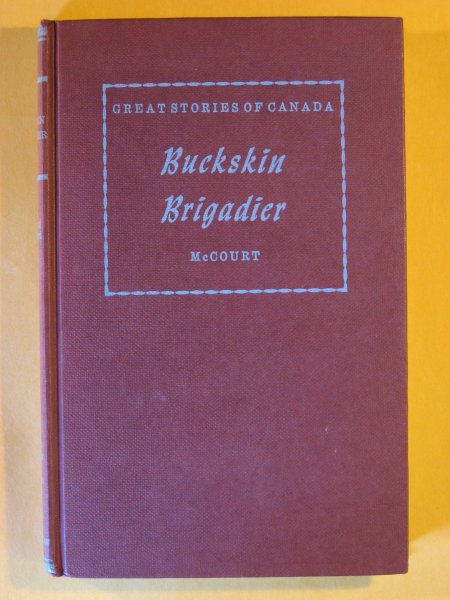 GREAT STORIES OF CANADA
Buckskin
Brigadier
McCOURT